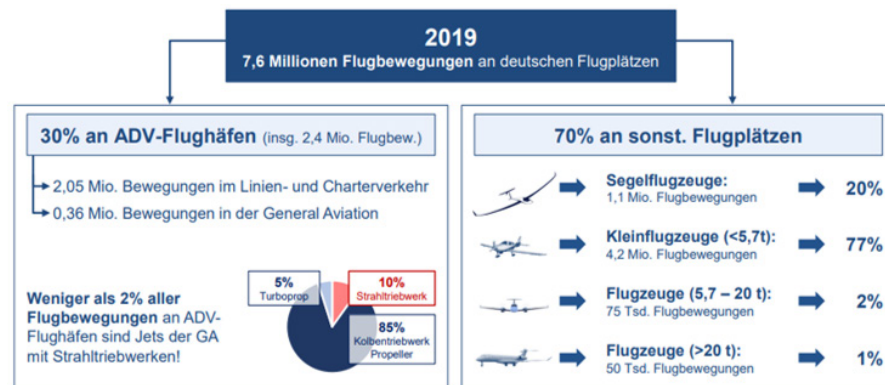 2019
7,6 Millionen Flugbewegungen an deutschen Flugplätzen
30% an ADV-Flughäfen (insg. 2,4 Mio. Flugbew.)
2,05 Mio. Bewegungen im Linien- und Charterverkehr
0,36 Mio. Bewegungen in der General Aviation
Weniger als 2% aller
Flugbewegungen an ADV-
Flughäfen sind Jets der GA
mit Strahltriebwerken!
5%
Turboprop
10%
Strahltriebwerk
85%
Kolbentriebwerk
Propeller
70% an sonst. Flugplätzen
Segelflugzeuge:
1,1 Mio. Flugbewegungen
20%
Kleinflugzeuge (<5,7t):
4,2 Mio. Flugbewegungen
77%
Flugzeuge (5,7 – 20 t):
75 Tsd. Flugbewegungen
2%
Flugzeuge (>20 t):
50 Tsd. Flugbewegungen
1%